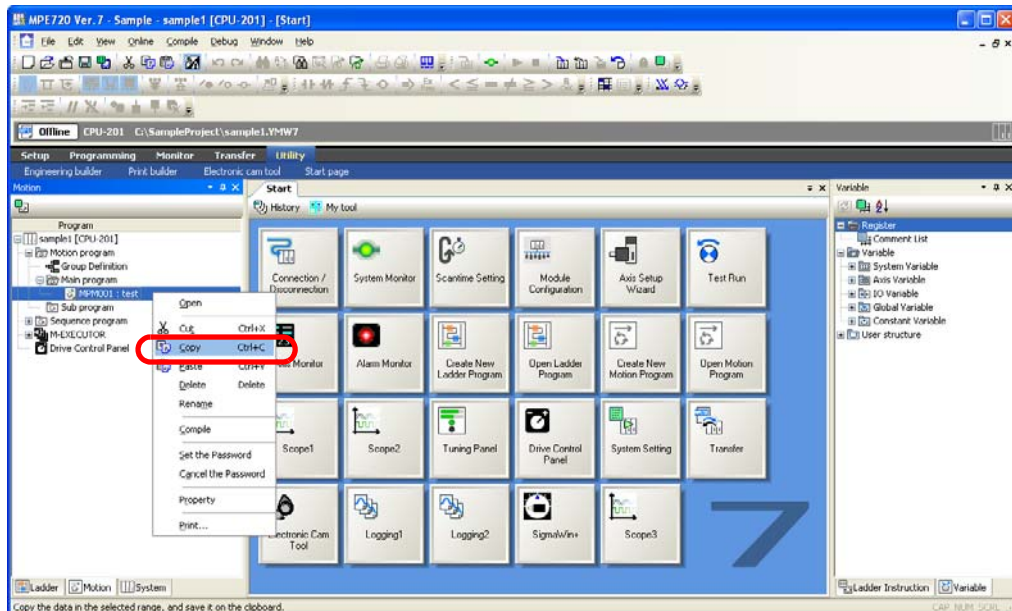 MPE720 Ver. 7 - Sample - sample1 [CPU-201] - [Start]
File Edit View Online Compile Debug Window Help
Offline CPU-201 C:\SampleProject\sample1.YMW7
Setup Programming Monitor Transfer Utility
Engineering builder Print builder Electronic cam tool Start page
Motion
Program
sample1 [CPU-201]
Motion program
Group Definition
Main program
MPM001 : test
Sub program
Sequence program
M-EXECUTOR
Drive Control Panel
Open
Cut Ctrl+X
Copy Ctrl+C
Paste Ctrl+Y
Delete Delete
Rename
Compile
Set the Password
Cancel the Password
Property
Print...
Start
History My tool
Connection /
Disconnection
System Monitor
Scantime Setting
Module
Configuration
Axis Setup
Wizard
Test Run
Monitor
Alarm Monitor
Create New
Ladder Program
Open Ladder
Program
Create New
Motion Program
Open Motion
Program
Scope1
Scope2
Tuning Panel
Drive Control
Panel
System Setting
Transfer
Electronic Cam
Tool
Logging1
Logging2
SigmaWin+
Scope3
7
Variable
Register
Comment List
Variable
System Variable
Axis Variable
IO Variable
Global Variable
Constant Variable
User structure
Ladder Motion System
Ladder Instruction Variable
Copy the data in the selected range, and save it on the clipboard.
CAP NUM SCRL